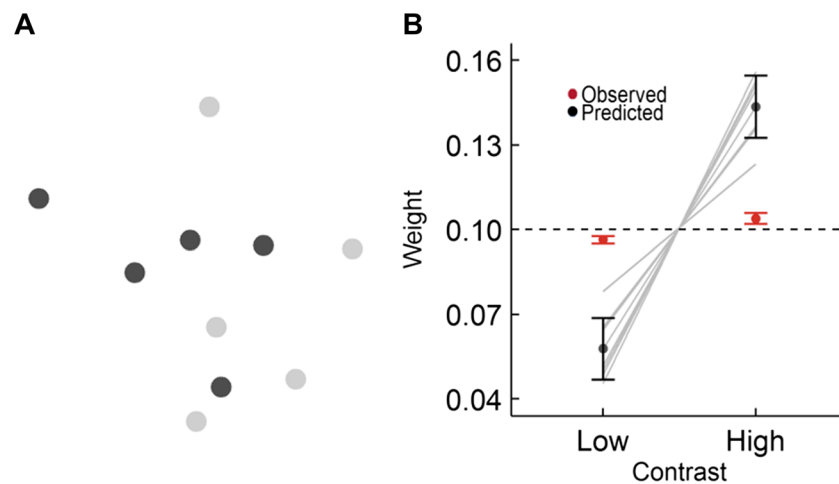 A
B
0.16
Observed
Predicted
0.13
0.10
0.07
0.04
Weight
Low
High
Contrast